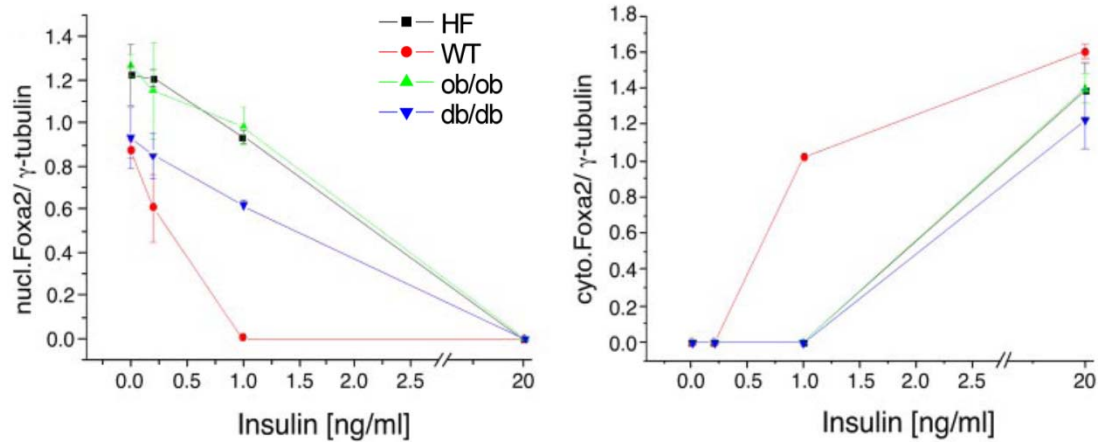 HF
WT
ob/ob
db/db
nucl.Foxa2/ γ-tubulin
1.4
1.2
1.0
0.8
0.6
0.4
0.2
0.0
0.0 0.5 1.0 1.5 2.0 2.5 20
Insulin [ng/ml]
cyto.Foxa2/ γ-tubulin
1.8
1.6
1.4
1.2
1.0
0.8
0.6
0.4
0.2
0.0
0.0 0.5 1.0 1.5 2.0 2.5 20
Insulin [ng/ml]